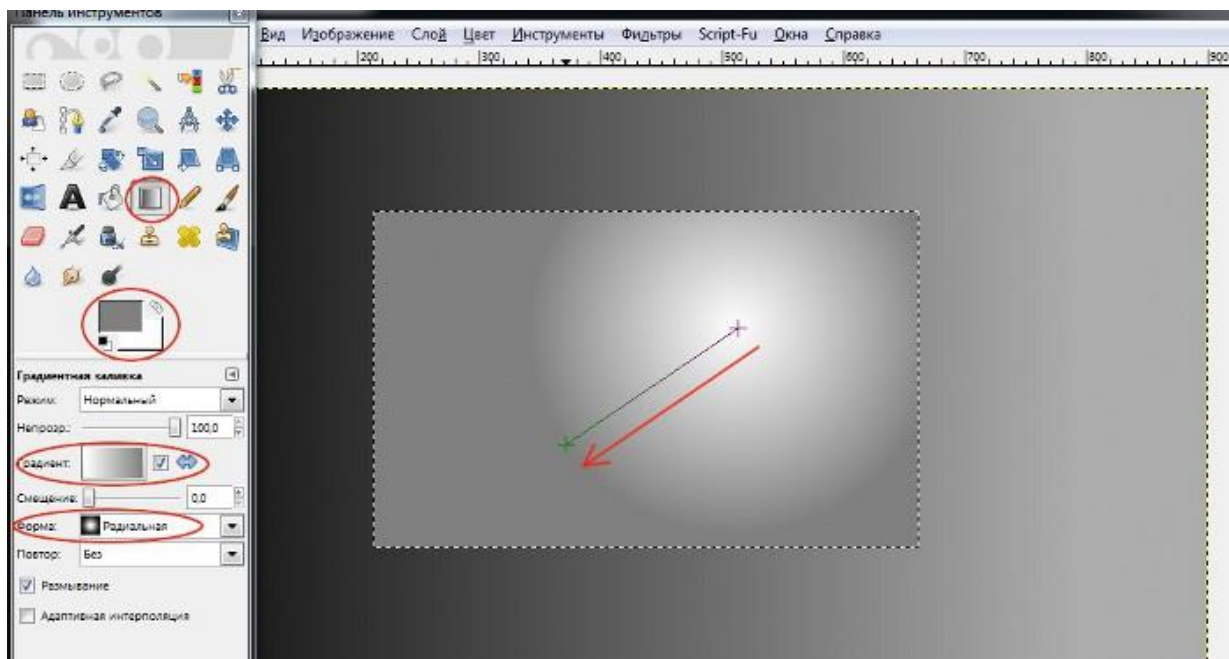 Панель инструментов
Вид Изображение Слой Цвет Инструменты Фильтры Script-Fu Окна Справка
200 300 400 500 600 700 800 900
Градиентная заливка
Режим: Нормальный
Непрозр.: 100,0
Градиент:
Смещение: 0,0
Форма: Радиальная
Повтор: Без
Размывание
Адаптивная интерполяция